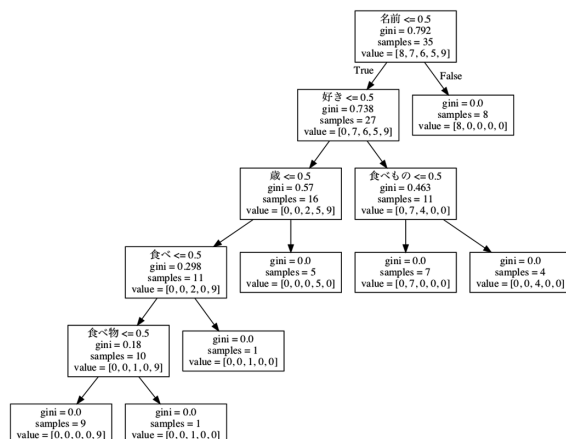 名前 <= 0.5
gini = 0.792
samples = 35
value = [8, 7, 6, 5, 9]
True
False
好き <= 0.5
gini = 0.738
samples = 27
value = [0, 7, 6, 5, 9]
gini = 0.0
samples = 8
value = [8, 0, 0, 0, 0]
歳 <= 0.5
gini = 0.57
samples = 16
value = [0, 0, 2, 5, 9]
食べもの <= 0.5
gini = 0.463
samples = 11
value = [0, 7, 4, 0, 0]
食べ <= 0.5
gini = 0.298
samples = 11
value = [0, 0, 2, 0, 9]
gini = 0.0
samples = 5
value = [0, 0, 0, 5, 0]
gini = 0.0
samples = 7
value = [0, 7, 0, 0, 0]
gini = 0.0
samples = 4
value = [0, 0, 4, 0, 0]
食べ物 <= 0.5
gini = 0.18
samples = 10
value = [0, 0, 1, 0, 9]
gini = 0.0
samples = 1
value = [0, 0, 1, 0, 0]
gini = 0.0
samples = 9
value = [0, 0, 0, 0, 9]
gini = 0.0
samples = 1
value = [0, 0, 1, 0, 0]